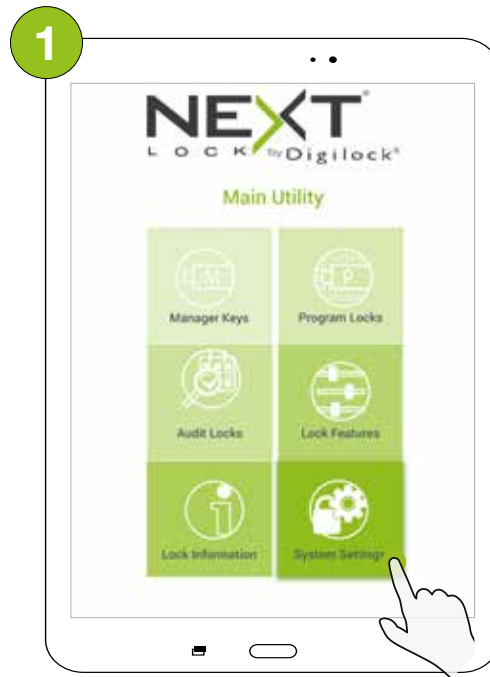 1
NEXT®
LOCK by Digilock®
Main Utility
M P
Manager Keys Program Locks
Audit Locks Lock Features
i
Lock Information System Settings